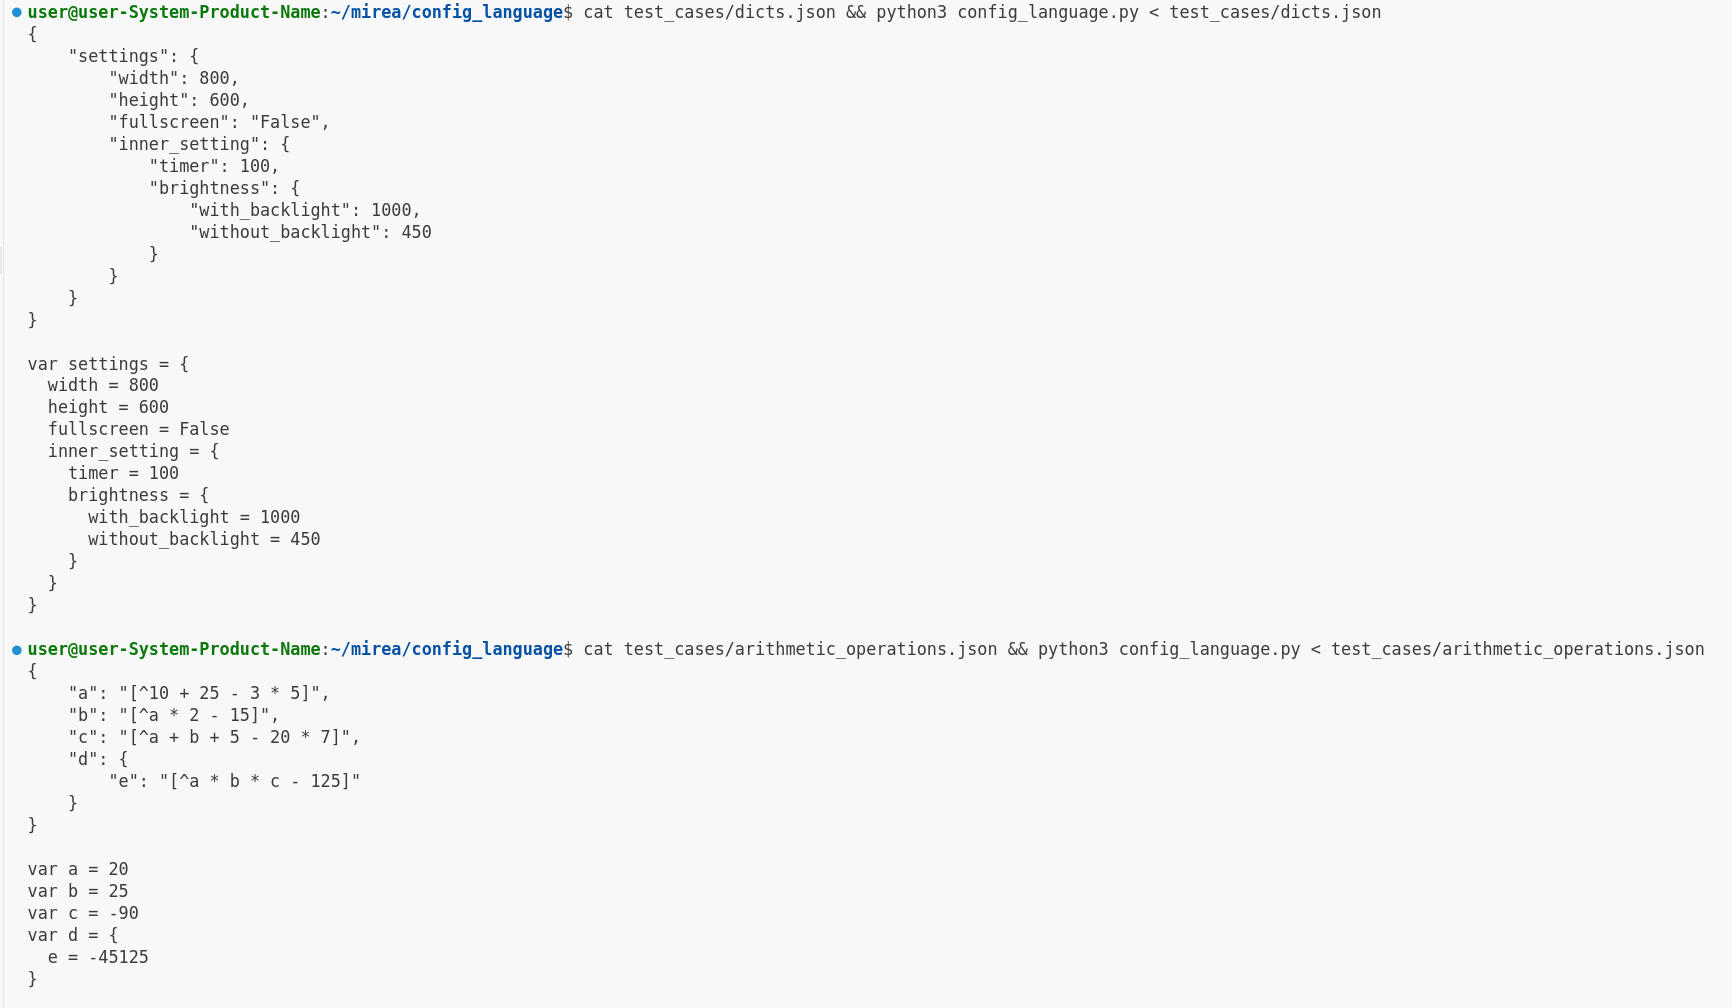 user@user-System-Product-Name:~/mirea/config_language$ cat test_cases/dicts.json && python3 config_language.py < test_cases/dicts.json
{
    "settings": {
        "width": 800,
        "height": 600,
        "fullscreen": "False",
        "inner_setting": {
            "timer": 100,
            "brightness": {
                "with_backlight": 1000,
                "without_backlight": 450
            }
        }
    }
}

var settings = {
  width = 800
  height = 600
  fullscreen = False
  inner_setting = {
    timer = 100
    brightness = {
      with_backlight = 1000
      without_backlight = 450
    }
  }
}

user@user-System-Product-Name:~/mirea/config_language$ cat test_cases/arithmetic_operations.json && python3 config_language.py < test_cases/arithmetic_operations.json
{
    "a": "[^10 + 25 - 3 * 5]",
    "b": "[^a * 2 - 15]",
    "c": "[^a + b + 5 - 20 * 7]",
    "d": {
        "e": "[^a * b * c - 125]"
    }
}

var a = 20
var b = 25
var c = -90
var d = {
  e = -45125
}